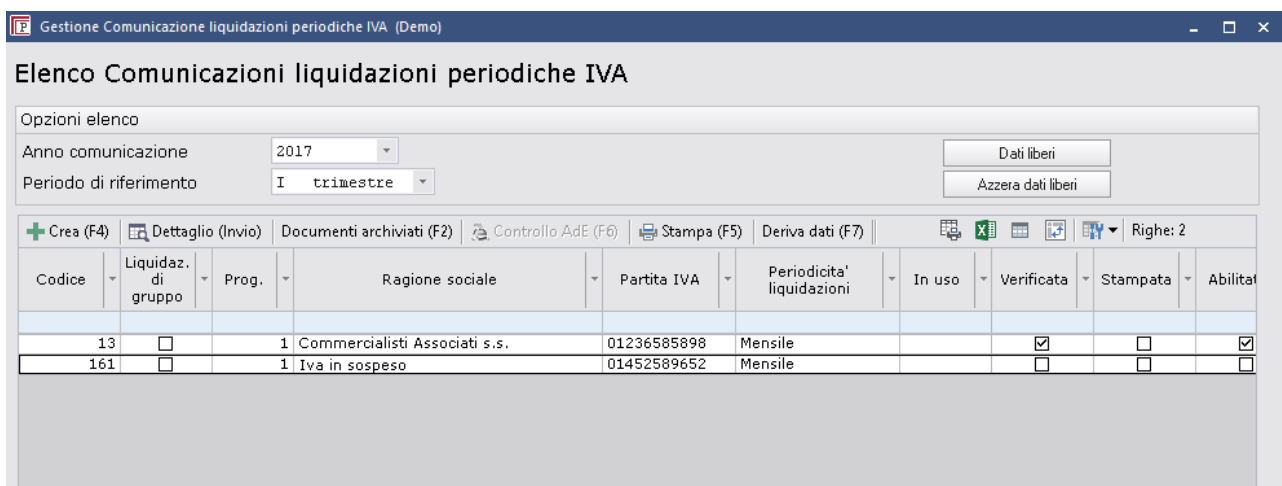 Gestione Comunicazione liquidazioni periodiche IVA (Demo)
Elenco Comunicazioni liquidazioni periodiche IVA
Opzioni elenco
Anno comunicazione 2017 Dati liberi
Periodo di riferimento I trimestre Azzera dati liberi
Crea (F4) Dettaglio (Invio) Documenti archiviati (F2) Controllo AdE (F6) Stampa (F5) Deriva dati (F7) Righe: 2
Codice Liquidaz. di gruppo Prog. Ragione sociale Partita IVA Periodicita' liquidazioni In uso Verificata Stampata Abilitat
13 1 Commercialisti Associati s.s. 01236585898 Mensile
161 1 Iva in sospeso 01452589652 Mensile